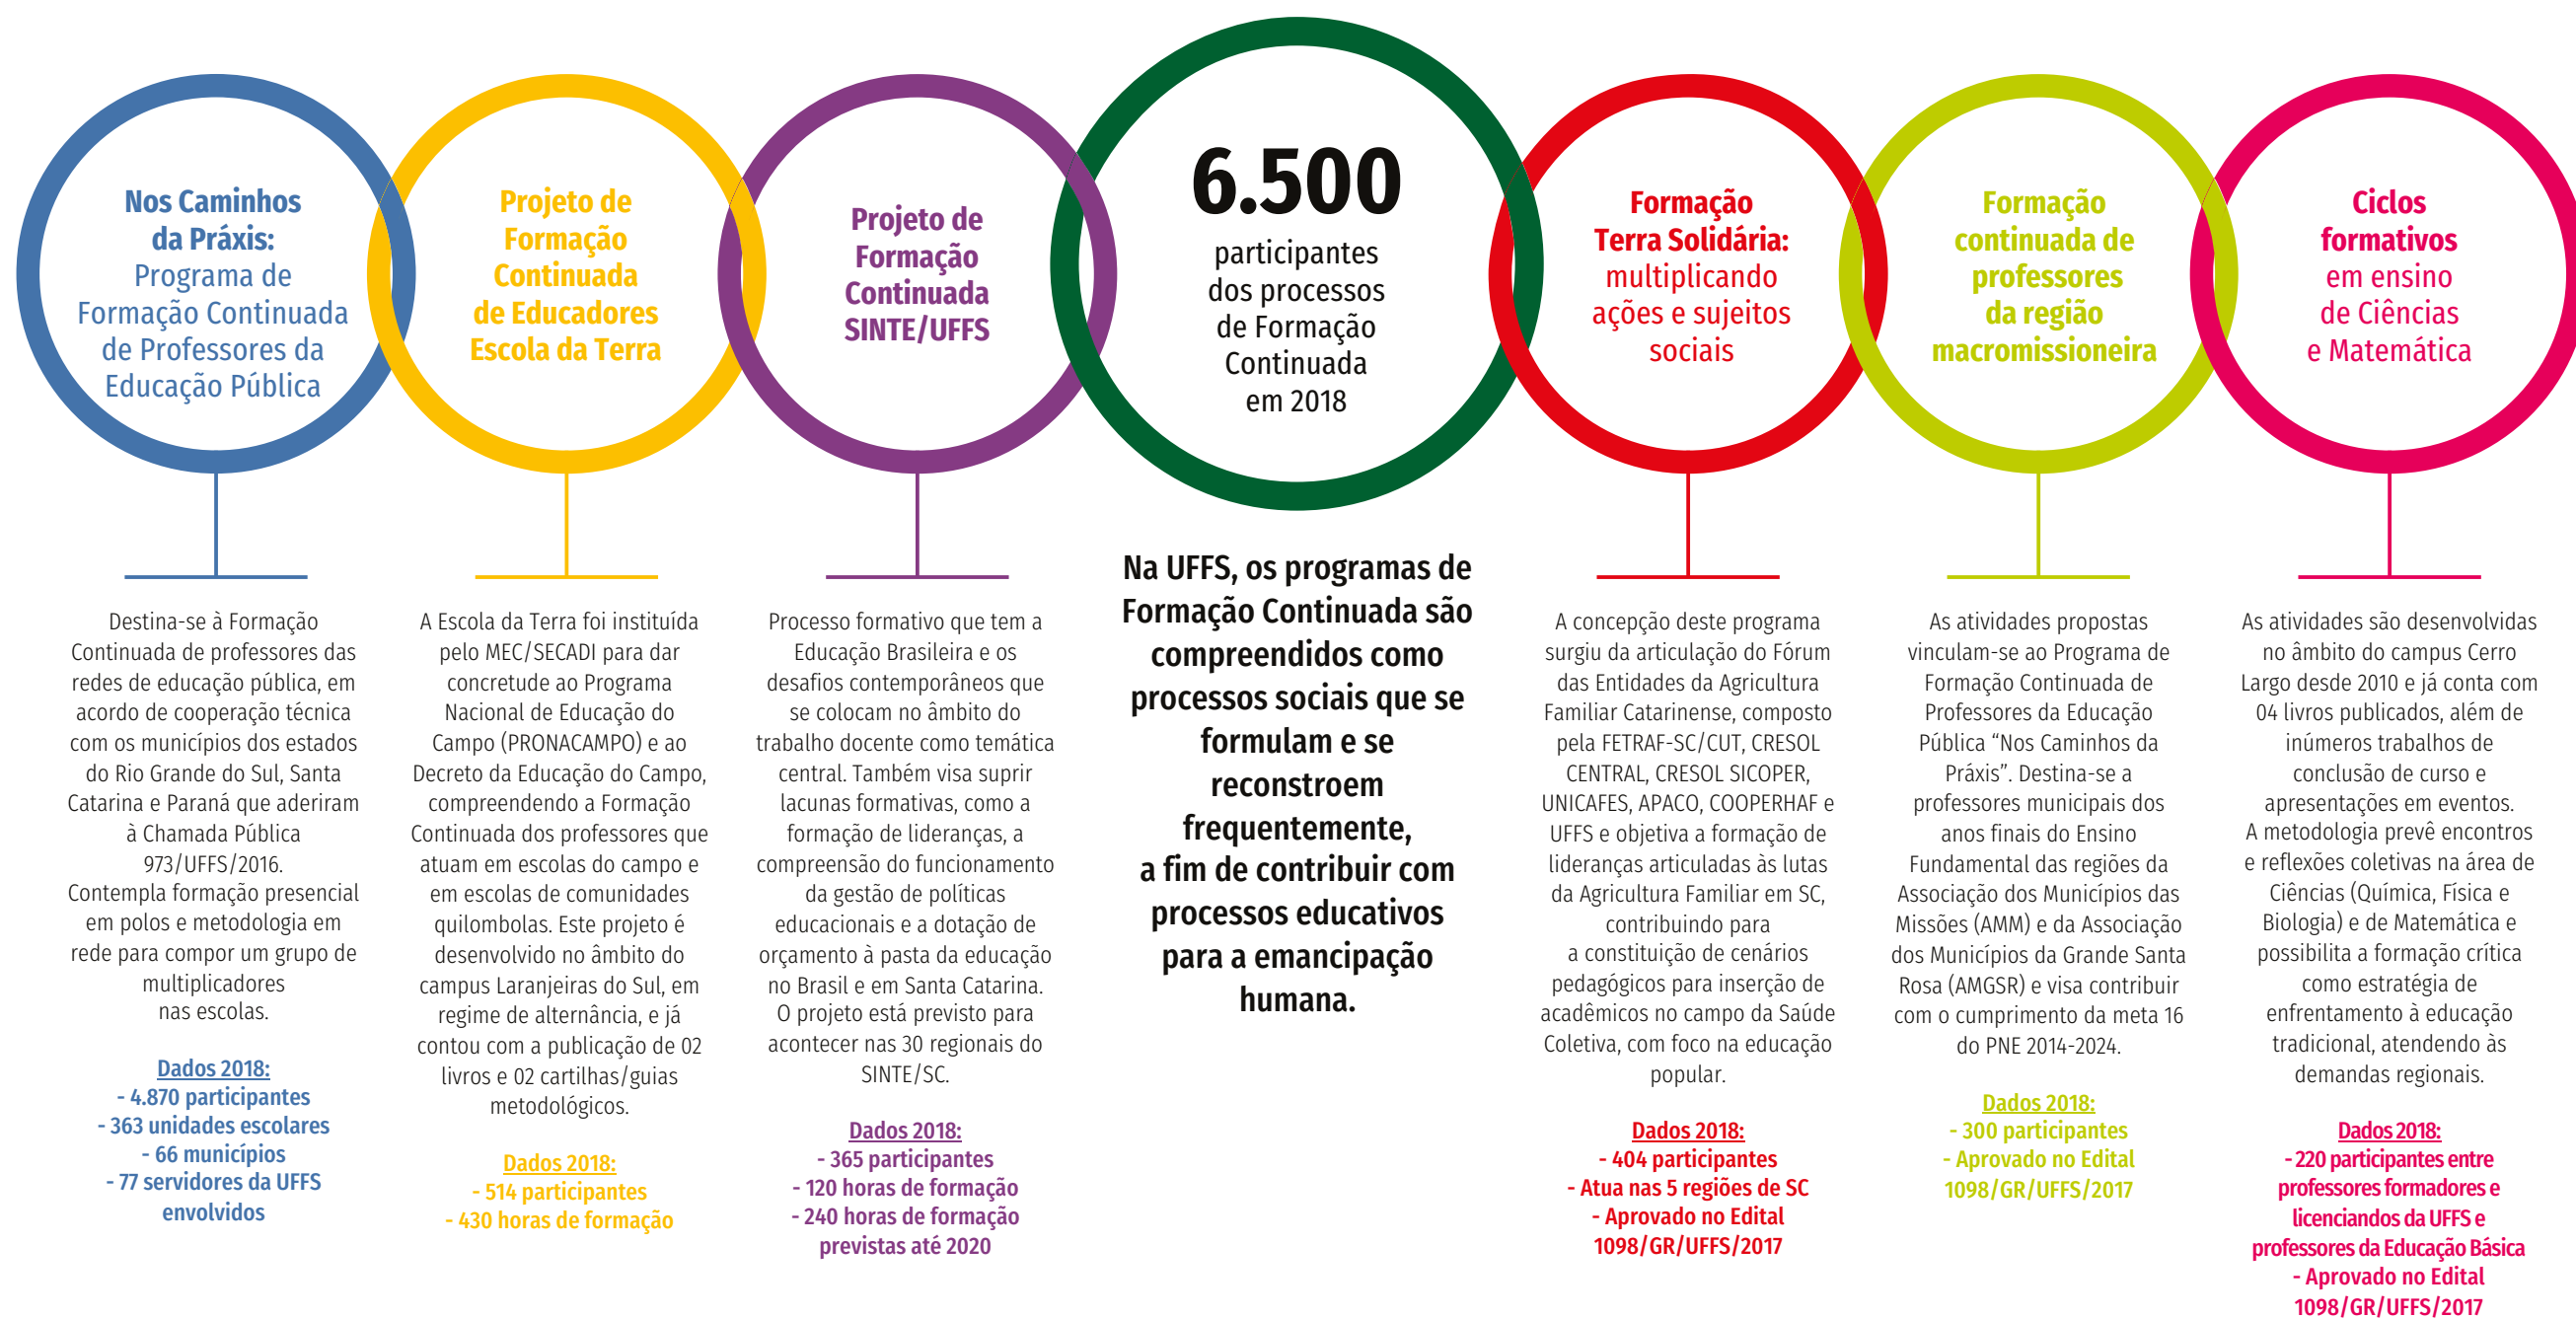 Nos Caminhos
da Práxis:
Programa de
Formação Continuada
de Professores da
Educação Pública
Destina-se à Formação
Continuada de professores das
redes de educação pública, em
acordo de cooperação técnica
com os municípios dos estados
do Rio Grande do Sul, Santa
Catarina e Paraná que aderiram
à Chamada Pública
973/UFFS/2016.
Contempla formação presencial
em polos e metodologia em
rede para compor um grupo de
multiplicadores
nas escolas.
Dados 2018:
- 4.870 participantes
- 363 unidades escolares
- 66 municípios
- 77 servidores da UFFS
envolvidos
Projeto de
Formação
Continuada
de Educadores
Escola da Terra
A Escola da Terra foi instituída
pelo MEC/SECADI para dar
concretude ao Programa
Nacional de Educação do
Campo (PRONACAMPO) e ao
Decreto da Educação do Campo,
compreendendo a Formação
Continuada dos professores que
atuam em escolas do campo e
em escolas de comunidades
quilombolas. Este projeto é
desenvolvido no âmbito do
campus Laranjeiras do Sul, em
regime de alternância, e já
contou com a publicação de 02
livros e 02 cartilhas/guias
metodológicos.
Dados 2018:
- 514 participantes
- 430 horas de formação
Projeto de
Formação
Continuada
SINTE/UFFS
Processo formativo que tem a
Educação Brasileira e os
desafios contemporâneos que
se colocam no âmbito do
trabalho docente como temática
central. Também visa suprir
lacunas formativas, como a
formação de lideranças, a
compreensão do funcionamento
da gestão de políticas
educacionais e a dotação de
orçamento à pasta da educação
no Brasil e em Santa Catarina.
O projeto está previsto para
acontecer nas 30 regionais do
SINTE/SC.
Dados 2018:
- 365 participantes
- 120 horas de formação
- 240 horas de formação
previstas até 2020
6.500
participantes
dos processos
de Formação
Continuada
em 2018
Na UFFS, os programas de
Formação Continuada são
compreendidos como
processos sociais que se
formulam e se
reconstroem
frequentemente,
a fim de contribuir com
processos educativos
para a emancipação
humana.
Formação
Terra Solidária:
multiplicando
ações e sujeitos
sociais
A concepção deste programa
surgiu da articulação do Fórum
das Entidades da Agricultura
Familiar Catarinense, composto
pela FETRAF-SC/CUT, CRESOL
CENTRAL, CRESOL SICOPER,
UNICAFES, APACO, COOPERHAF e
UFFS e objetiva a formação de
lideranças articuladas às lutas
da Agricultura Familiar em SC,
contribuindo para
a constituição de cenários
pedagógicos para inserção de
acadêmicos no campo da Saúde
Coletiva, com foco na educação
popular.
Dados 2018:
- 404 participantes
- Atua nas 5 regiões de SC
- Aprovado no Edital
1098/GR/UFFS/2017
Formação
continuada de
professores
da região
macromissioneira
As atividades propostas
vinculam-se ao Programa de
Formação Continuada de
Professores da Educação
Pública “Nos Caminhos da
Práxis”. Destina-se a
professores municipais dos
anos finais do Ensino
Fundamental das regiões da
Associação dos Municípios das
Missões (AMM) e da Associação
dos Municípios da Grande Santa
Rosa (AMGSR) e visa contribuir
com o cumprimento da meta 16
do PNE 2014-2024.
Dados 2018:
- 300 participantes
- Aprovado no Edital
1098/GR/UFFS/2017
Ciclos
formativos
em ensino
de Ciências
e Matemática
As atividades são desenvolvidas
no âmbito do campus Cerro
Largo desde 2010 e já conta com
04 livros publicados, além de
inúmeros trabalhos de
conclusão de curso e
apresentações em eventos.
A metodologia prevê encontros
e reflexões coletivas na área de
Ciências (Química, Física e
Biologia) e de Matemática e
possibilita a formação crítica
como estratégia de
enfrentamento à educação
tradicional, atendendo às
demandas regionais.
Dados 2018:
- 220 participantes entre
professores formadores e
licenciandos da UFFS e
professores da Educação Básica
- Aprovado no Edital
1098/GR/UFFS/2017